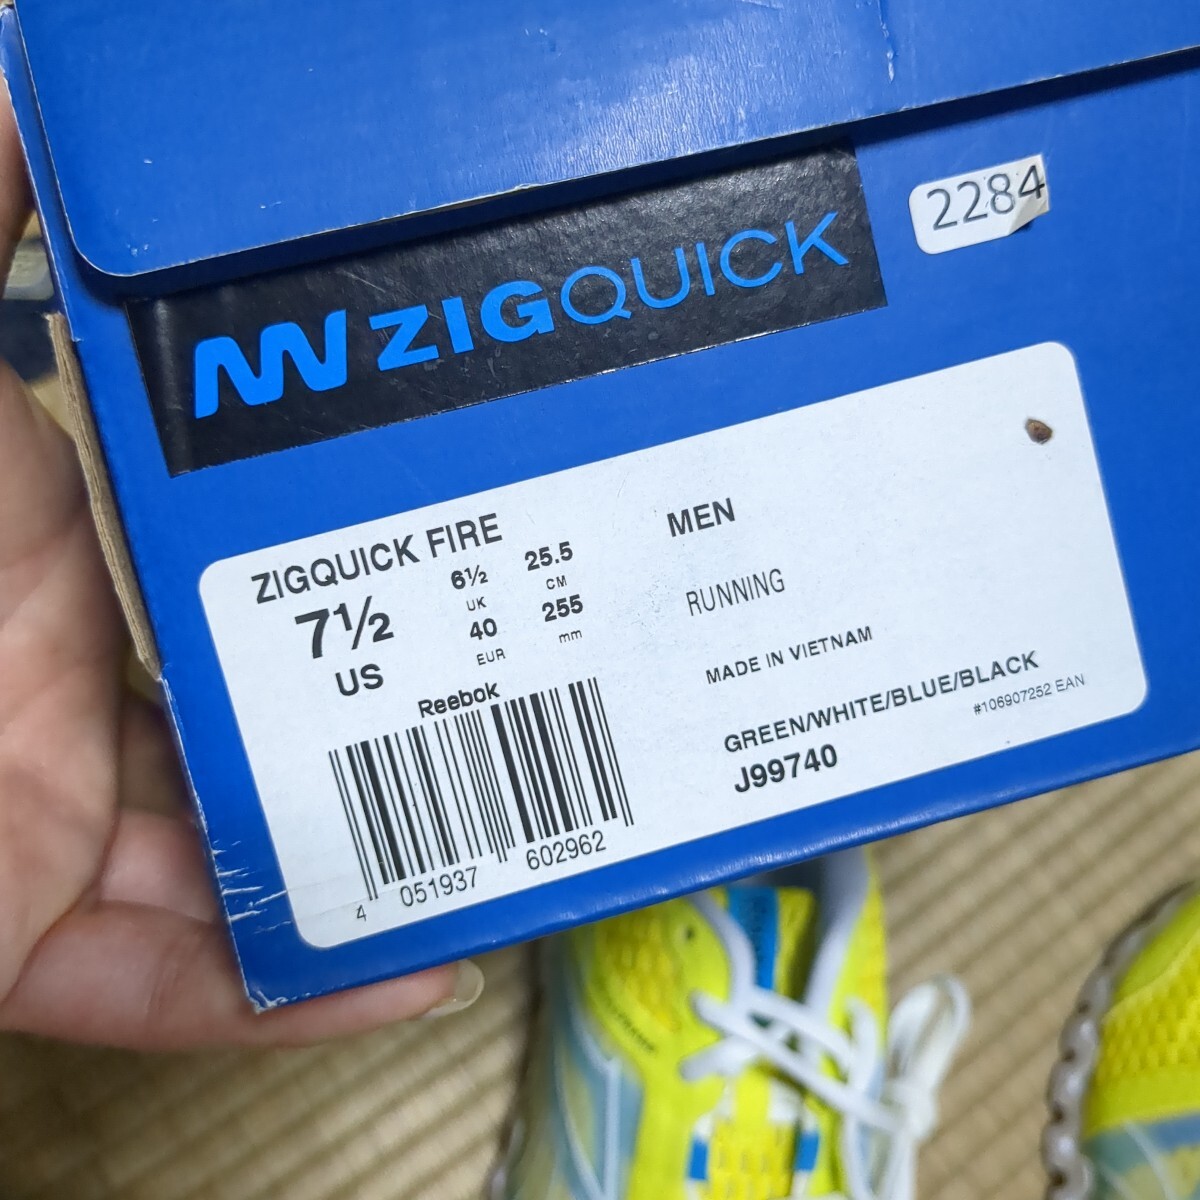 2284
ZIGQUICK
ZIGQUICK FIRE
7½
US
6½
UK
40
EUR
25.5
CM
255
mm
MEN
RUNNING
MADE IN VIETNAM
GREEN/WHITE/BLUE/BLACK
#106907252 EAN
J99740
Reebok
4 051937 602962